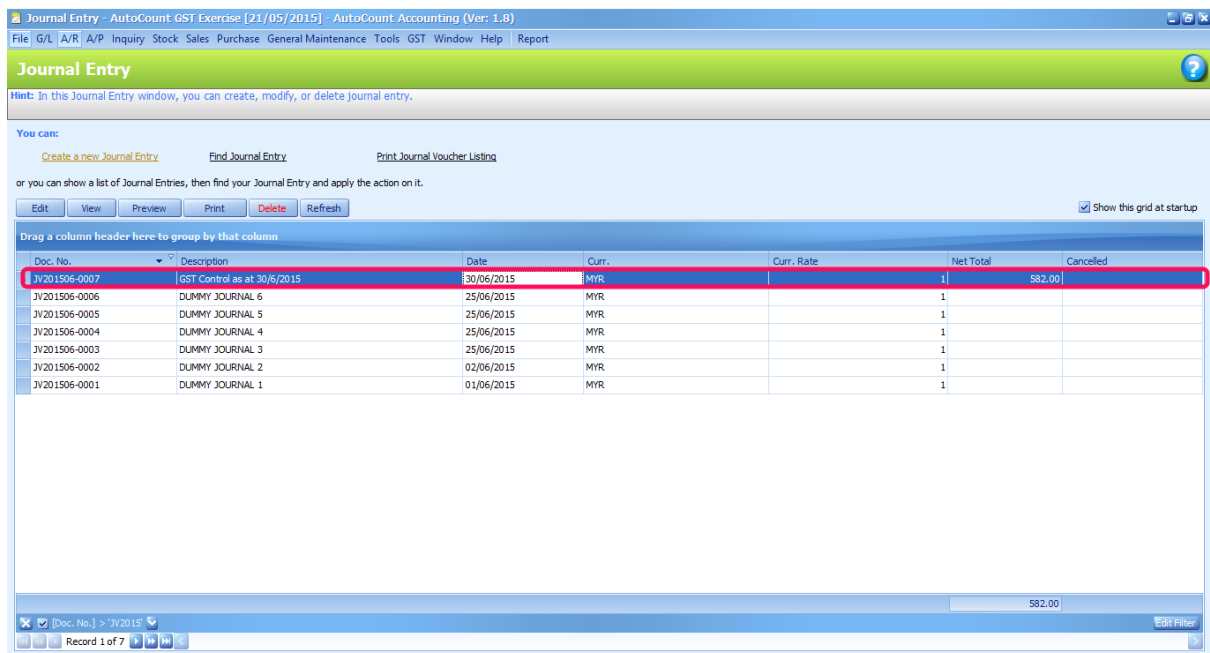 Journal Entry - AutoCount GST Exercise [21/05/2015] - AutoCount Accounting (Ver: 1.8)
File G/L A/R A/P Inquiry Stock Sales Purchase General Maintenance Tools GST Window Help Report
Journal Entry
?
Hint: In this Journal Entry window, you can create, modify, or delete journal entry.
You can:
Create a new Journal Entry Find Journal Entry Print Journal Voucher Listing
or you can show a list of Journal Entries, then find your Journal Entry and apply the action on it.
Edit View Preview Print Delete Refresh Show this grid at startup
Drag a column header here to group by that column
Doc. No. Description Date Curr. Curr. Rate Net Total Cancelled
JV201506-0007 GST Control as at 30/6/2015 30/06/2015 MYR 1 582.00
JV201506-0006 DUMMY JOURNAL 6 25/06/2015 MYR 1
JV201506-0005 DUMMY JOURNAL 5 25/06/2015 MYR 1
JV201506-0004 DUMMY JOURNAL 4 25/06/2015 MYR 1
JV201506-0003 DUMMY JOURNAL 3 25/06/2015 MYR 1
JV201506-0002 DUMMY JOURNAL 2 02/06/2015 MYR 1
JV201506-0001 DUMMY JOURNAL 1 01/06/2015 MYR 1
582.00
[Doc. No.] > 'JV2015' Edit Filter
Record 1 of 7